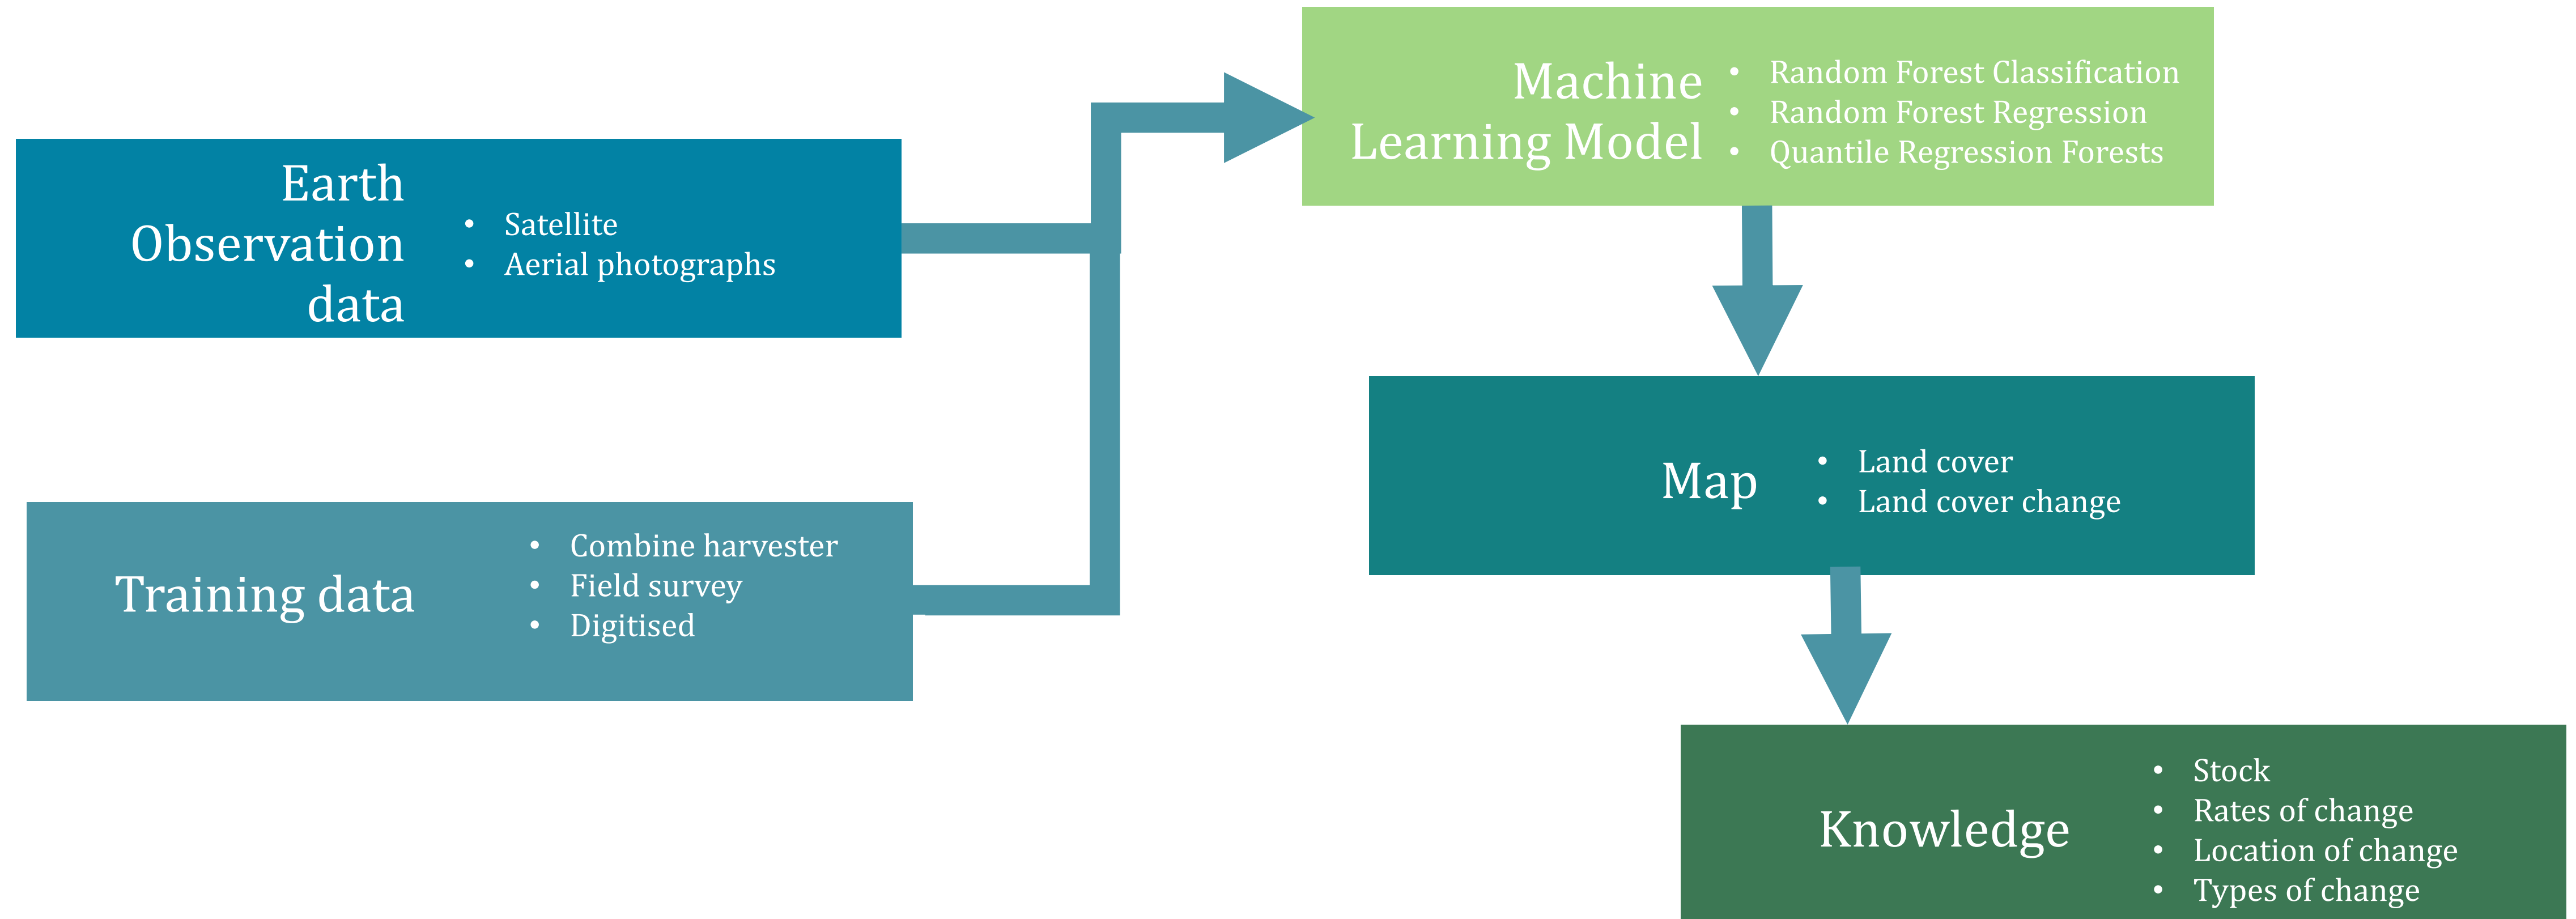 Earth
Observation
data
• Satellite
• Aerial photographs
Training data
• Combine harvester
• Field survey
• Digitised
Machine
Learning Model
• Random Forest Classification
• Random Forest Regression
• Quantile Regression Forests
Map
• Land cover
• Land cover change
Knowledge
• Stock
• Rates of change
• Location of change
• Types of change